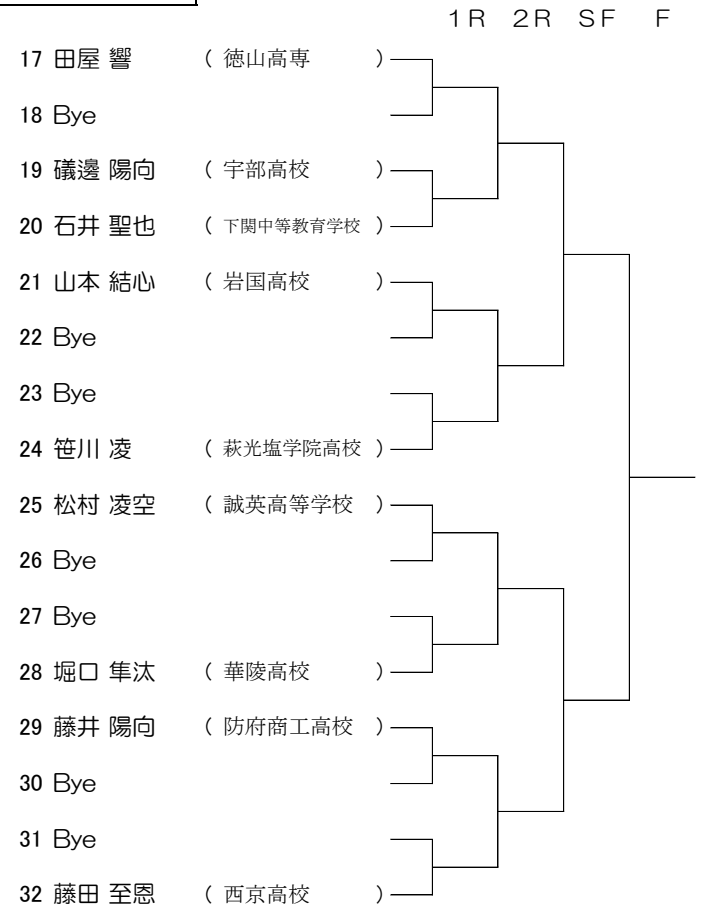 1R 2R SF F
17 田屋 響 ( 徳山高専 )
18 Bye
19 礒邊 陽向 ( 宇部高校 )
20 石井 聖也 ( 下関中等教育学校 )
21 山本 結心 ( 岩国高校 )
22 Bye
23 Bye
24 笹川 凌 ( 萩光塩学院高校 )
25 松村 凌空 ( 誠英高等学校 )
26 Bye
27 Bye
28 堀口 隼汰 ( 華陵高校 )
29 藤井 陽向 ( 防府商工高校 )
30 Bye
31 Bye
32 藤田 至恩 ( 西京高校 )